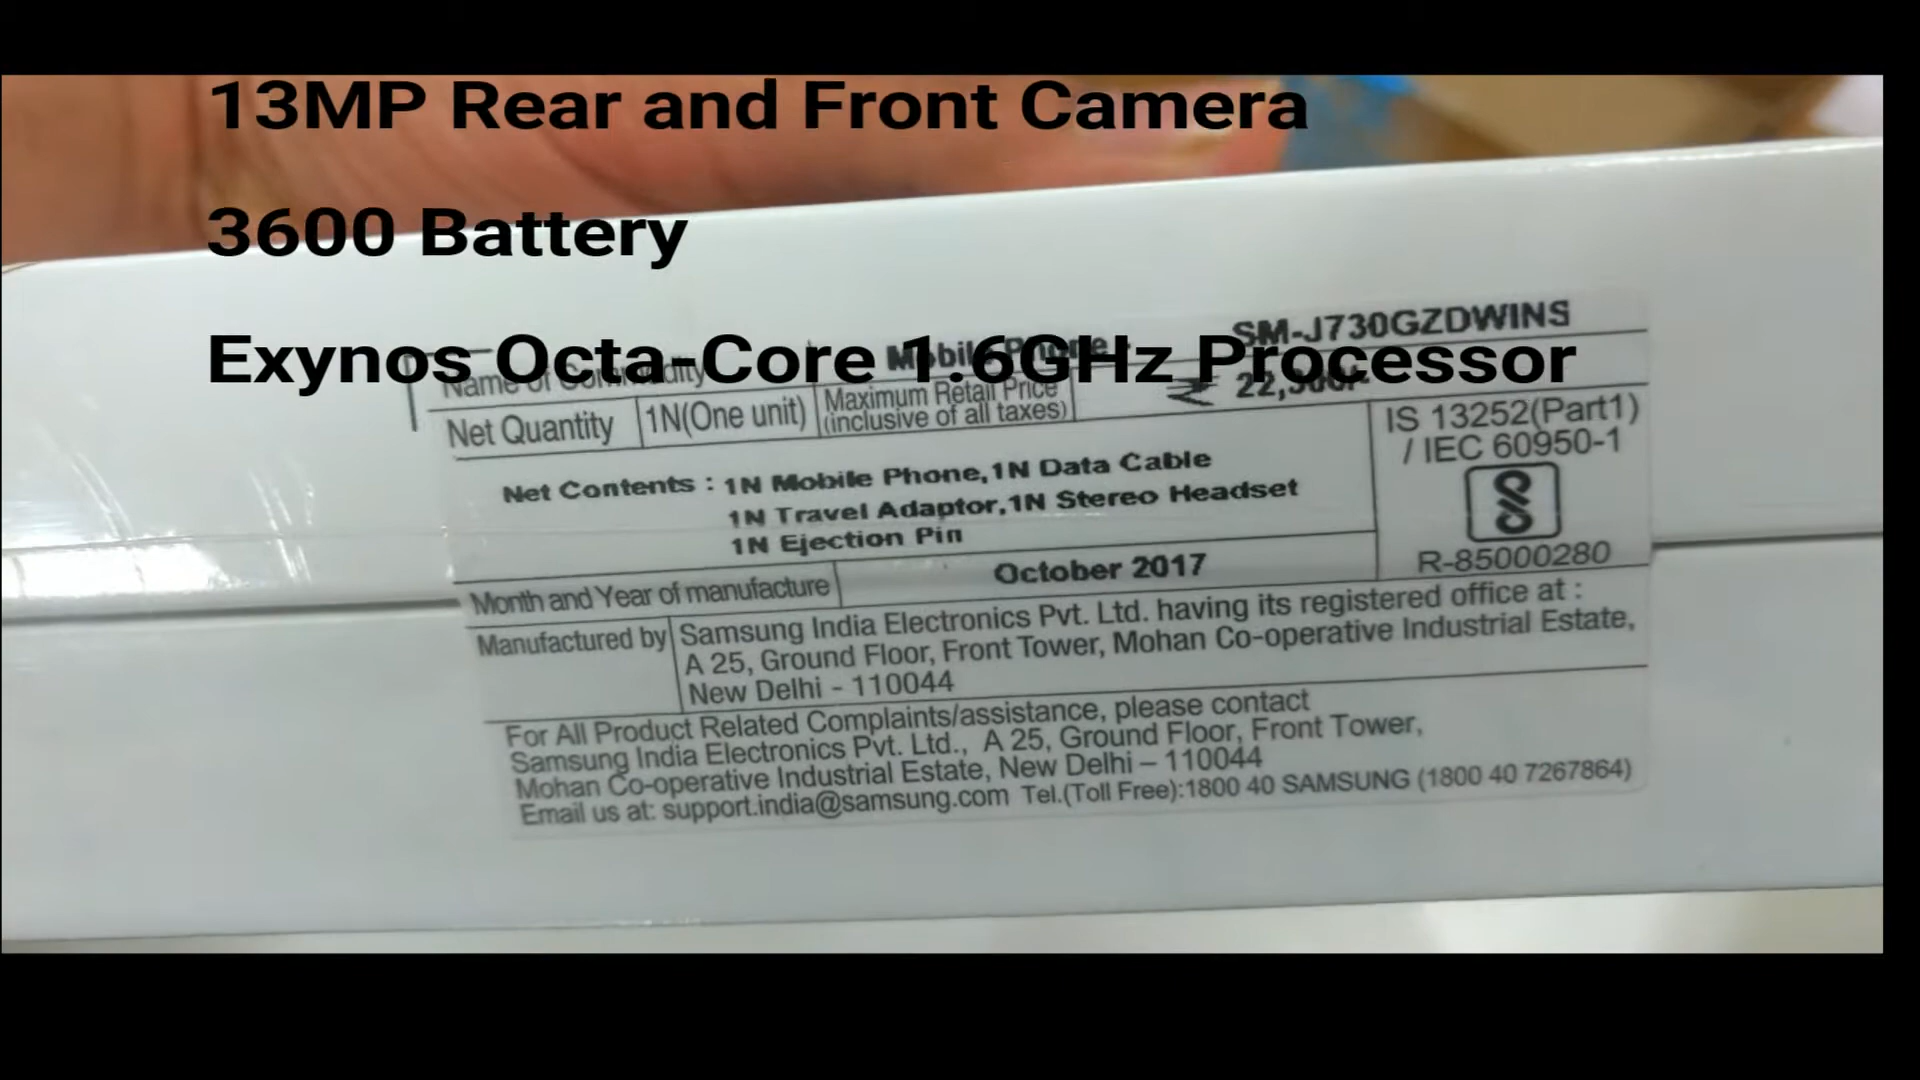 13MP Rear and Front Camera
3600 Battery
Exynos Octa-Core 1.6GHz Processor
SM-J730GZDWINS
Name of Commodity
Mobile Phone
Net Quantity
1N(One unit)
Maximum Retail Price
(inclusive of all taxes)
₹
IS 13252(Part1)
/ IEC 60950-1
Net Contents : 1N Mobile Phone,1N Data Cable
1N Travel Adaptor,1N Stereo Headset
1N Ejection Pin
R-85000280
Month and Year of manufacture
October 2017
Manufactured by
Samsung India Electronics Pvt. Ltd. having its registered office at :
A 25, Ground Floor, Front Tower, Mohan Co-operative Industrial Estate,
New Delhi - 110044
For All Product Related Complaints/assistance, please contact
Samsung India Electronics Pvt. Ltd., A 25, Ground Floor, Front Tower,
Mohan Co-operative Industrial Estate, New Delhi – 110044
Email us at: support.india@samsung.com Tel.(Toll Free):1800 40 SAMSUNG (1800 40 7267864)